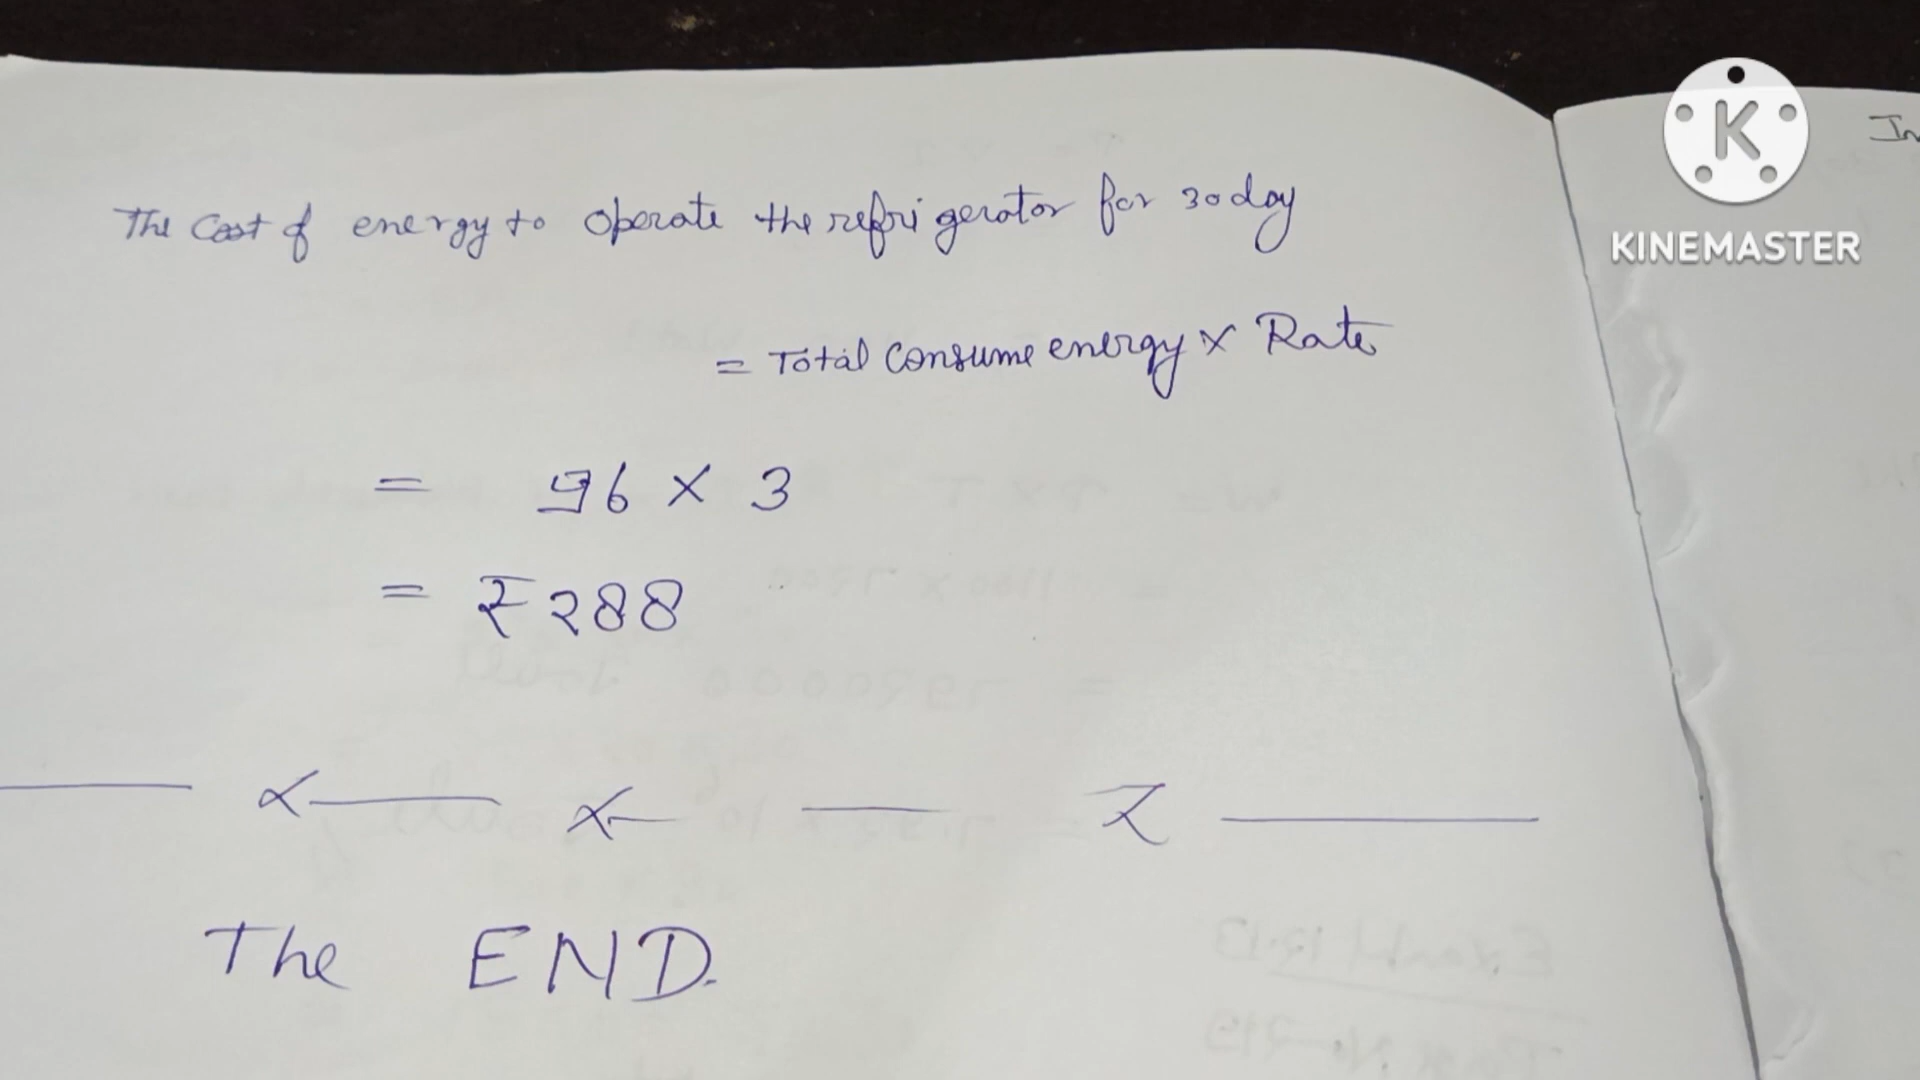 The Cost of energy to operate the refrigerator for 30 day
= Total Consume energy × Rate
= 96 × 3
= ₹ 288
The END.
K
KINEMASTER
In